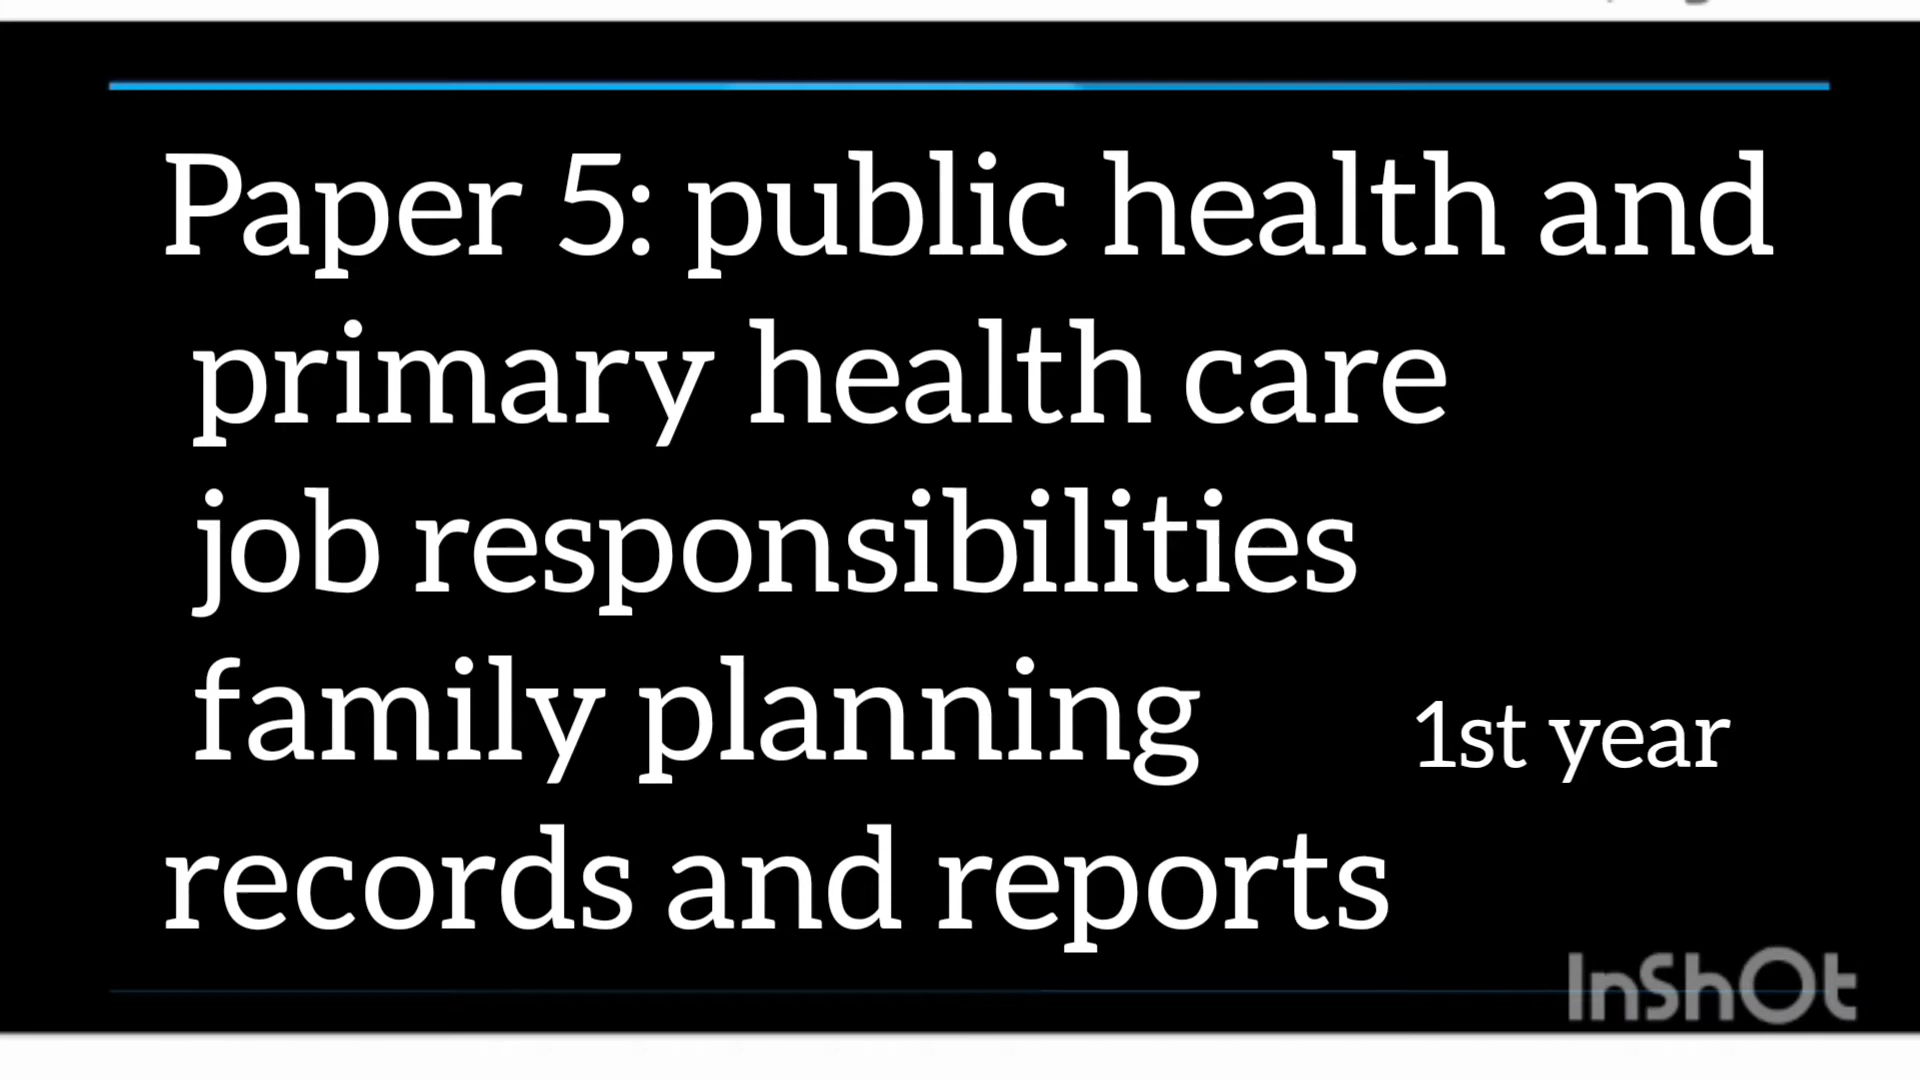 Paper 5: public health and
primary health care
job responsibilities
family planning
1st year
records and reports
InShOt